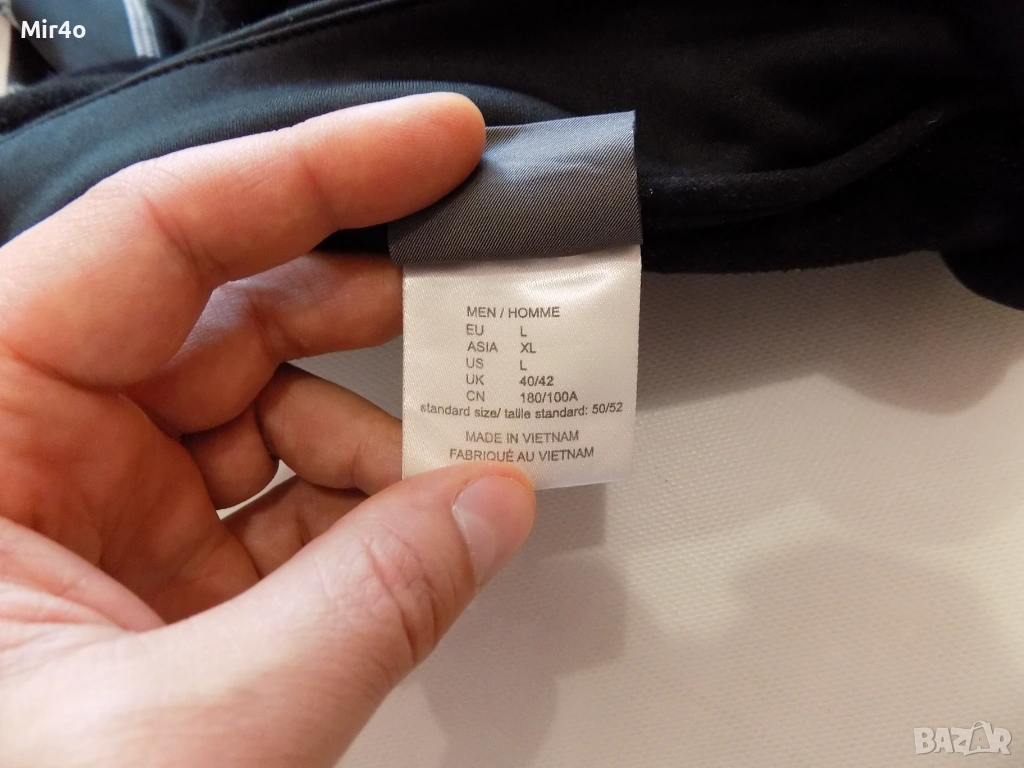 Mir4o
MEN / HOMME
EU L
ASIA XL
US L
UK 40/42
CN 180/100A
standard size/ taille standard: 50/52
MADE IN VIETNAM
FABRIQUÉ AU VIETNAM
BAZAR